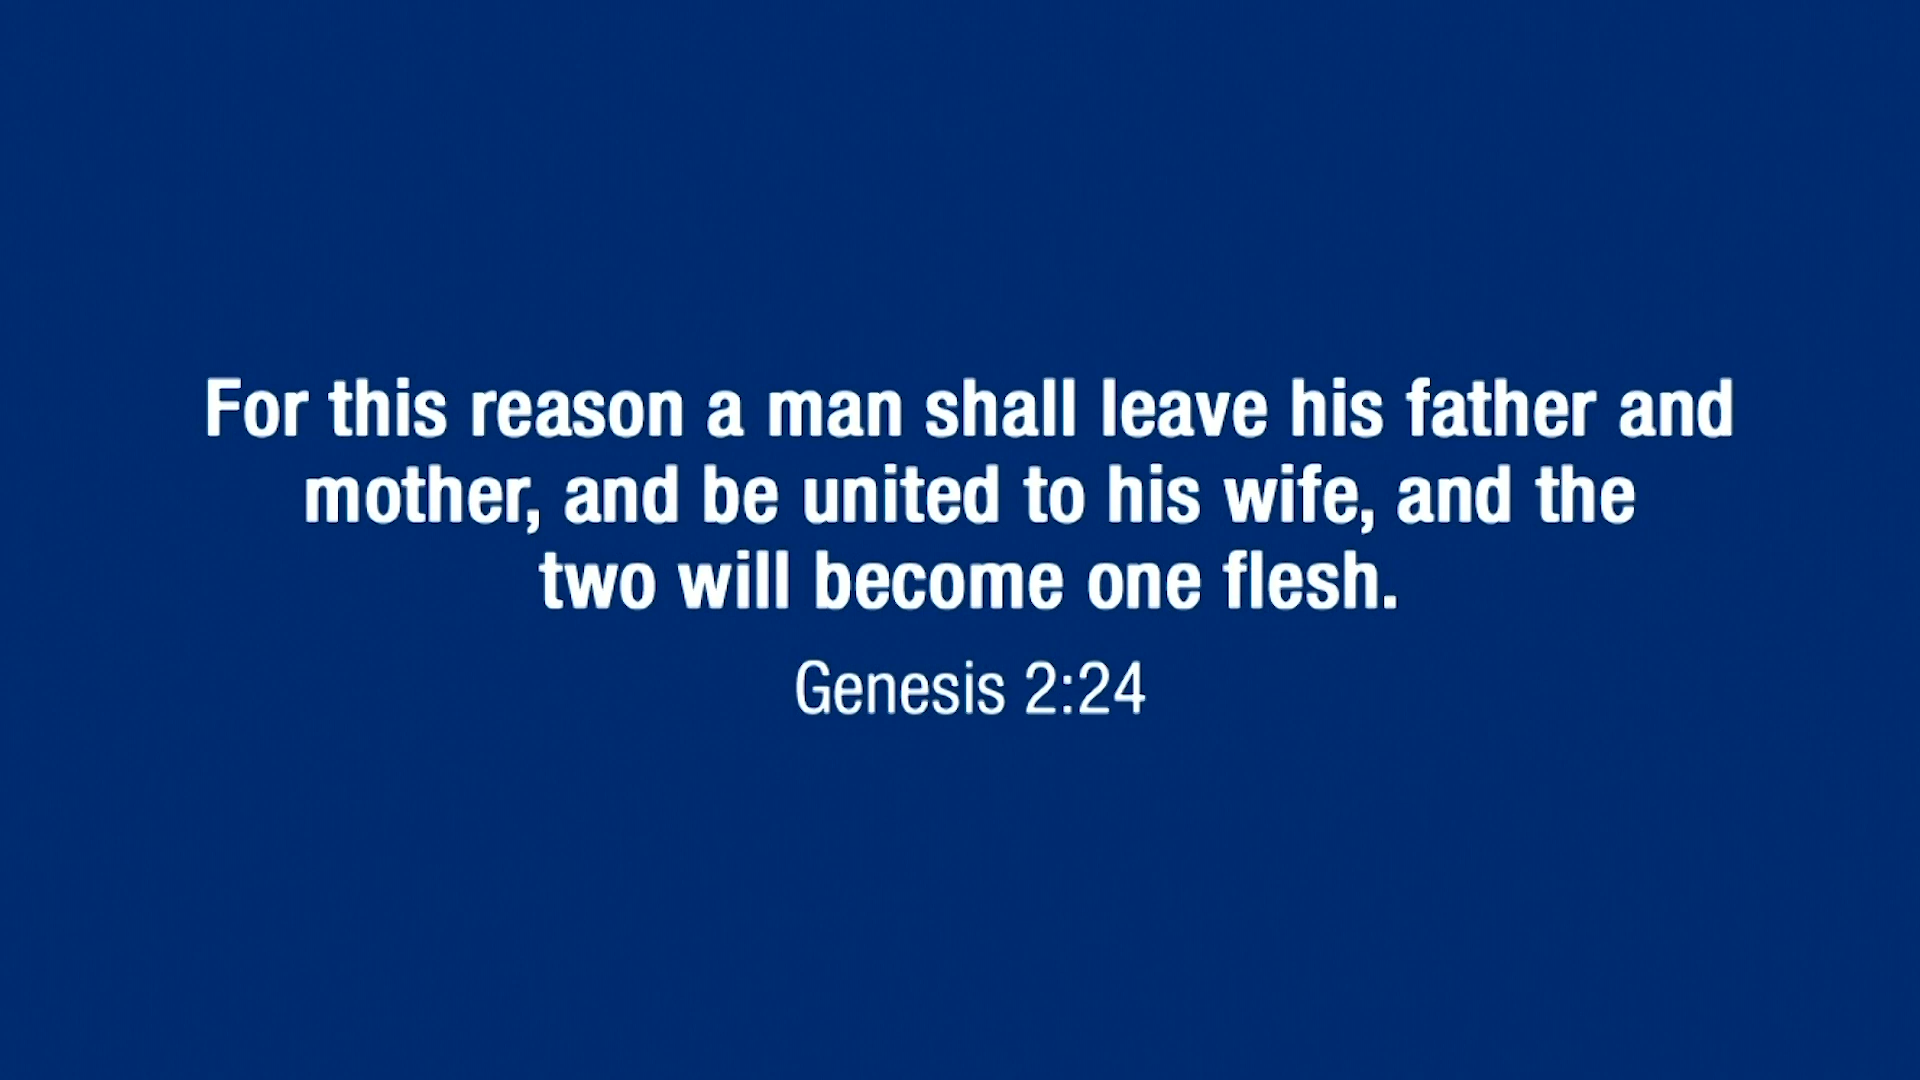 For this reason a man shall leave his father and
mother, and be united to his wife, and the
two will become one flesh.
Genesis 2:24